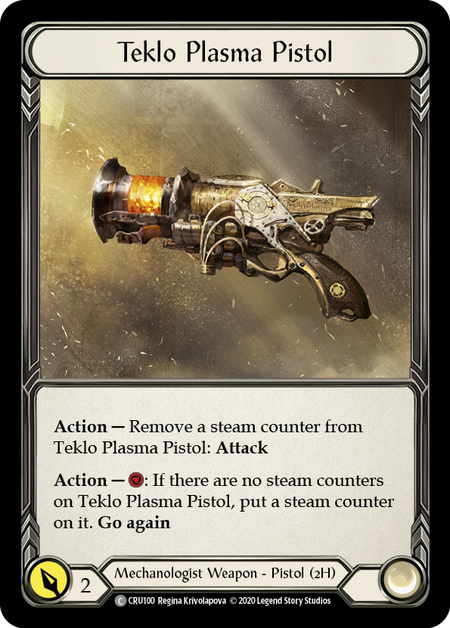 Teklo Plasma Pistol
Action — Remove a steam counter from
Teklo Plasma Pistol: Attack
Action — : If there are no steam counters
on Teklo Plasma Pistol, put a steam counter
on it. Go again
2
Mechanologist Weapon - Pistol (2H)
C CRU100 Regina Krivolapova © 2020 Legend Story Studios